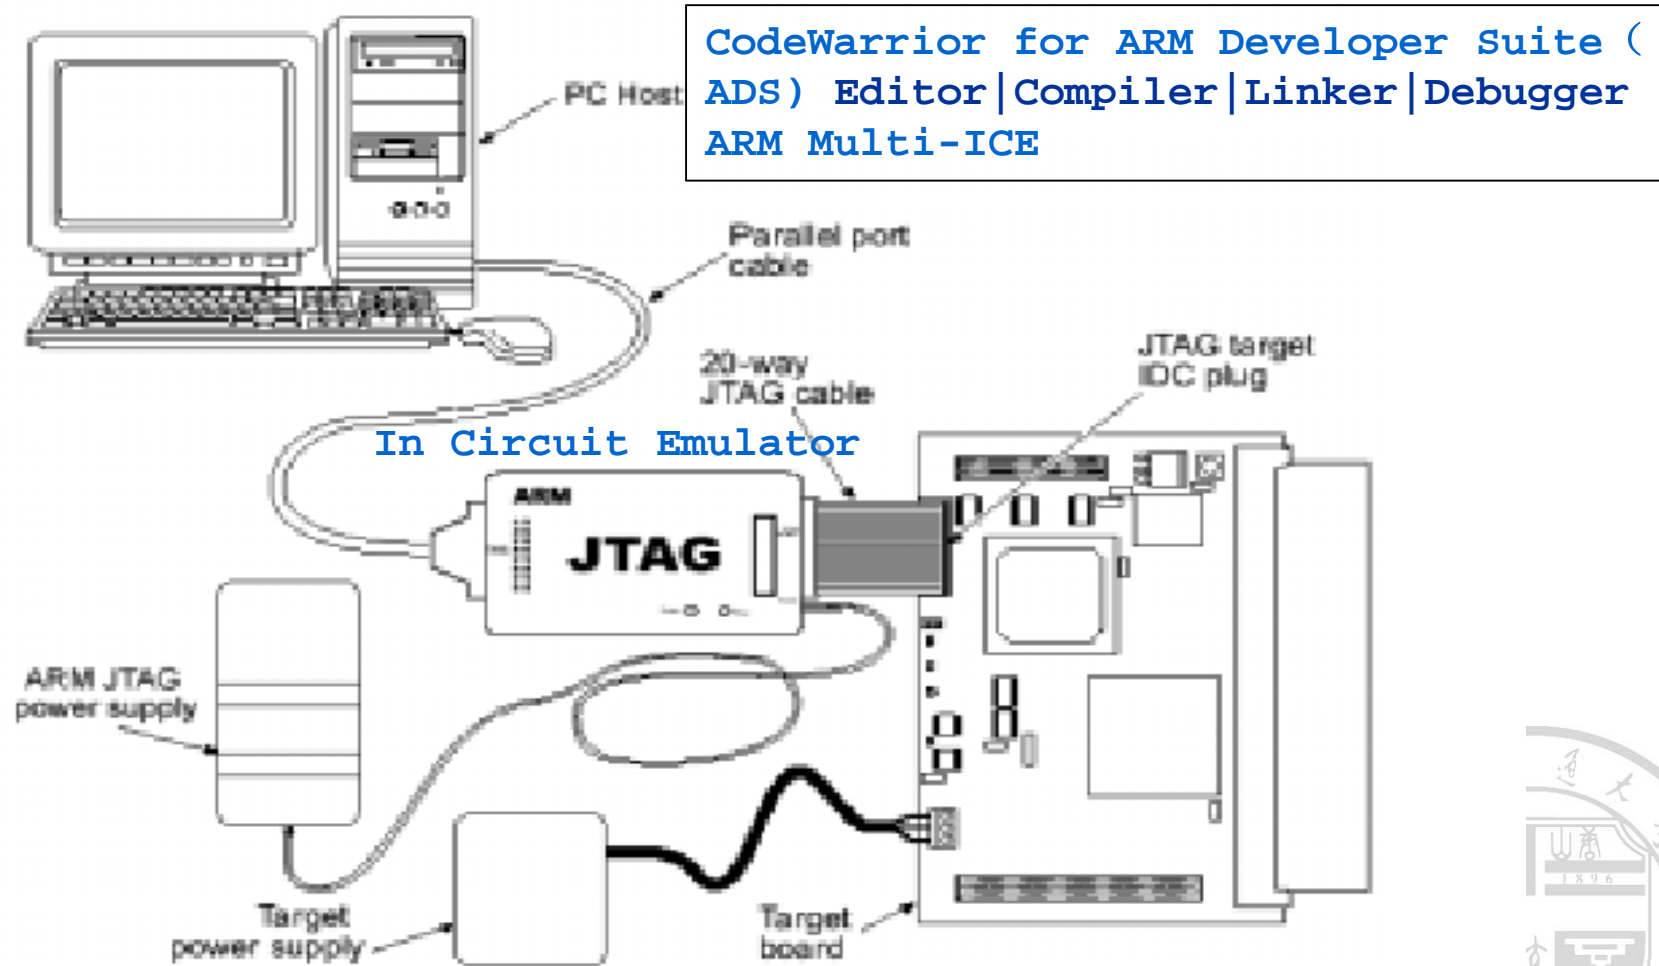 CodeWarrior for ARM Developer Suite（
ADS) Editor|Compiler|Linker|Debugger
ARM Multi-ICE
PC Host
Parallel port
cable
20-way
JTAG cable
JTAG target
IDC plug
In Circuit Emulator
ARM
JTAG
ARM JTAG
power supply
Target
power supply
Target
board
1896